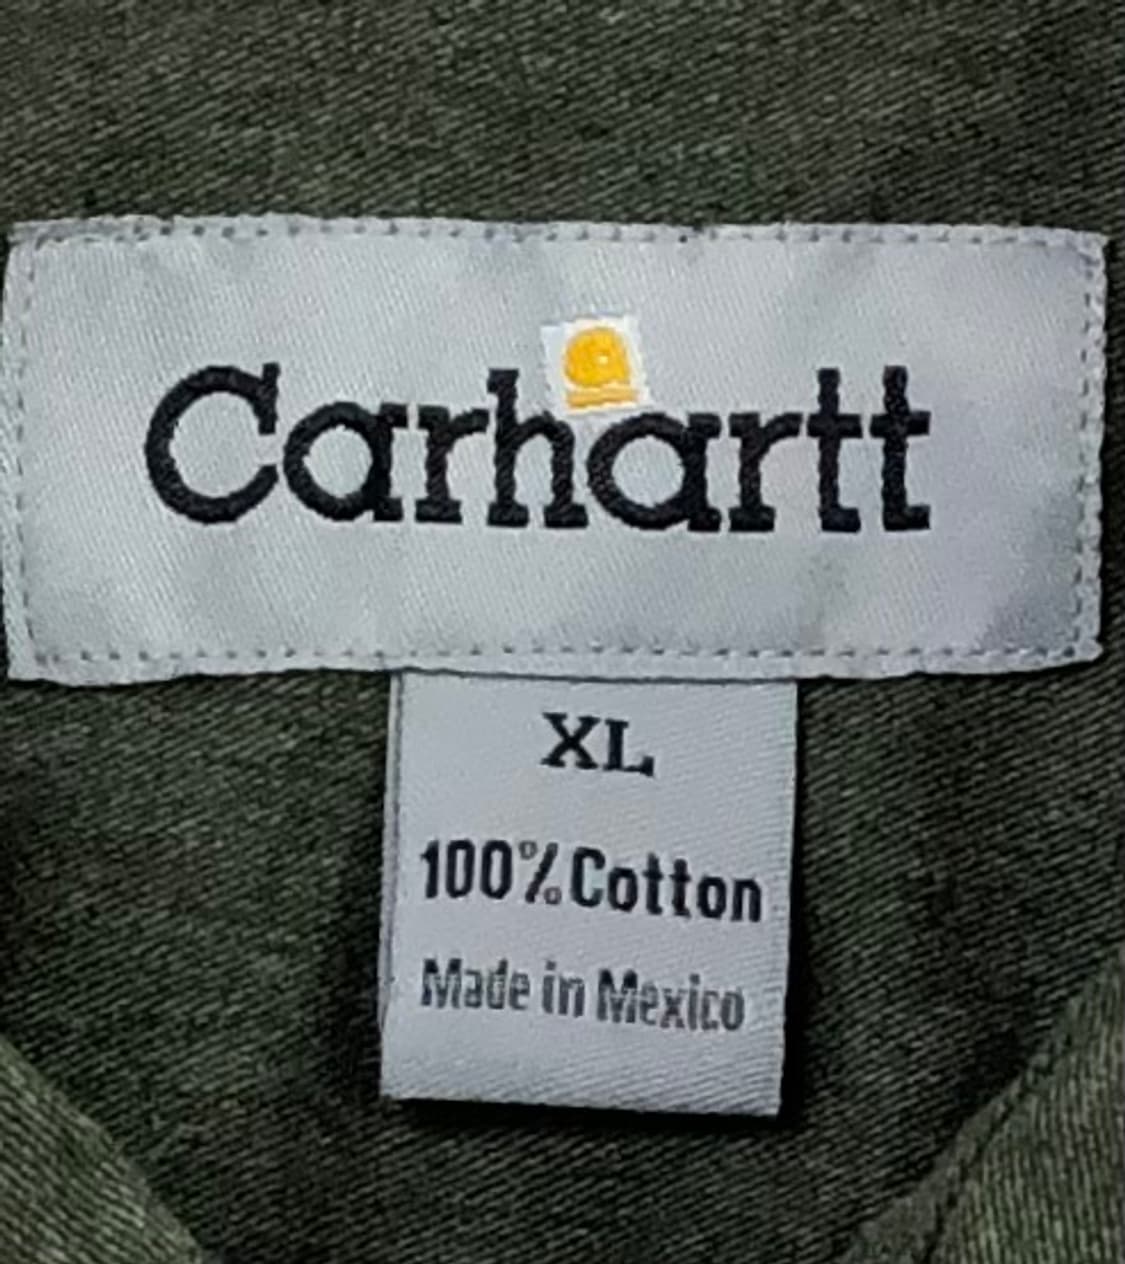 Carhartt
XL
100% Cotton
Made in Mexico